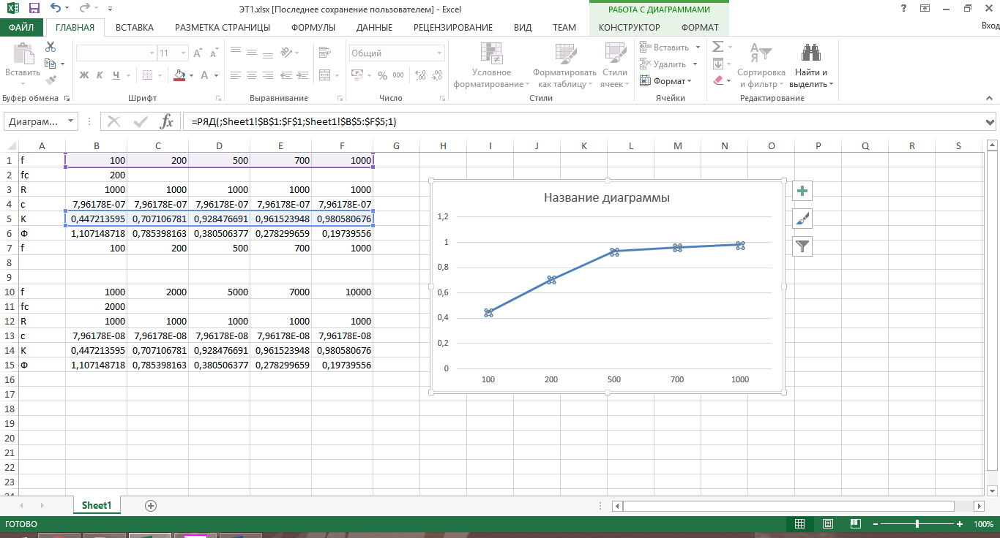 ЭТ1.xlsx [Последнее сохранение пользователем] - Excel
РАБОТА С ДИАГРАММАМИ
?
ФАЙЛ ГЛАВНАЯ ВСТАВКА РАЗМЕТКА СТРАНИЦЫ ФОРМУЛЫ ДАННЫЕ РЕЦЕНЗИРОВАНИЕ ВИД TEAM КОНСТРУКТОР ФОРМАТ Вход
Вставить
Буфер обмена
11
Ж К Ч
Шрифт
Выравнивание
Общий
% 000
Число
Условное форматирование
Форматировать как таблицу
Стили ячеек
Стили
Вставить
Удалить
Формат
Ячейки
Сортировка и фильтр
Найти и выделить
Редактирование
Диаграм... fx =РЯД(;Sheet1!$B$1:$F$1;Sheet1!$B$5:$F$5;1)
A B C D E F G H I J K L M N O P Q R S
1 f 100 200 500 700 1000
2 fc 200
3 R 1000 1000 1000 1000 1000
4 c 7,96178E-07 7,96178E-07 7,96178E-07 7,96178E-07 7,96178E-07
5 K 0,447213595 0,707106781 0,928476691 0,961523948 0,980580676
6 Ф 1,107148718 0,785398163 0,380506377 0,278299659 0,19739556
7 f 100 200 500 700 1000
8
9
10 f 1000 2000 5000 7000 10000
11 fc 2000
12 R 1000 1000 1000 1000 1000
13 c 7,96178E-08 7,96178E-08 7,96178E-08 7,96178E-08 7,96178E-08
14 K 0,447213595 0,707106781 0,928476691 0,961523948 0,980580676
15 Ф 1,107148718 0,785398163 0,380506377 0,278299659 0,19739556
16
17
18
19
20
21
22
23
Название диаграммы
1,2
1
0,8
0,6
0,4
0,2
0
100 200 500 700 1000
Sheet1
ГОТОВО
100%